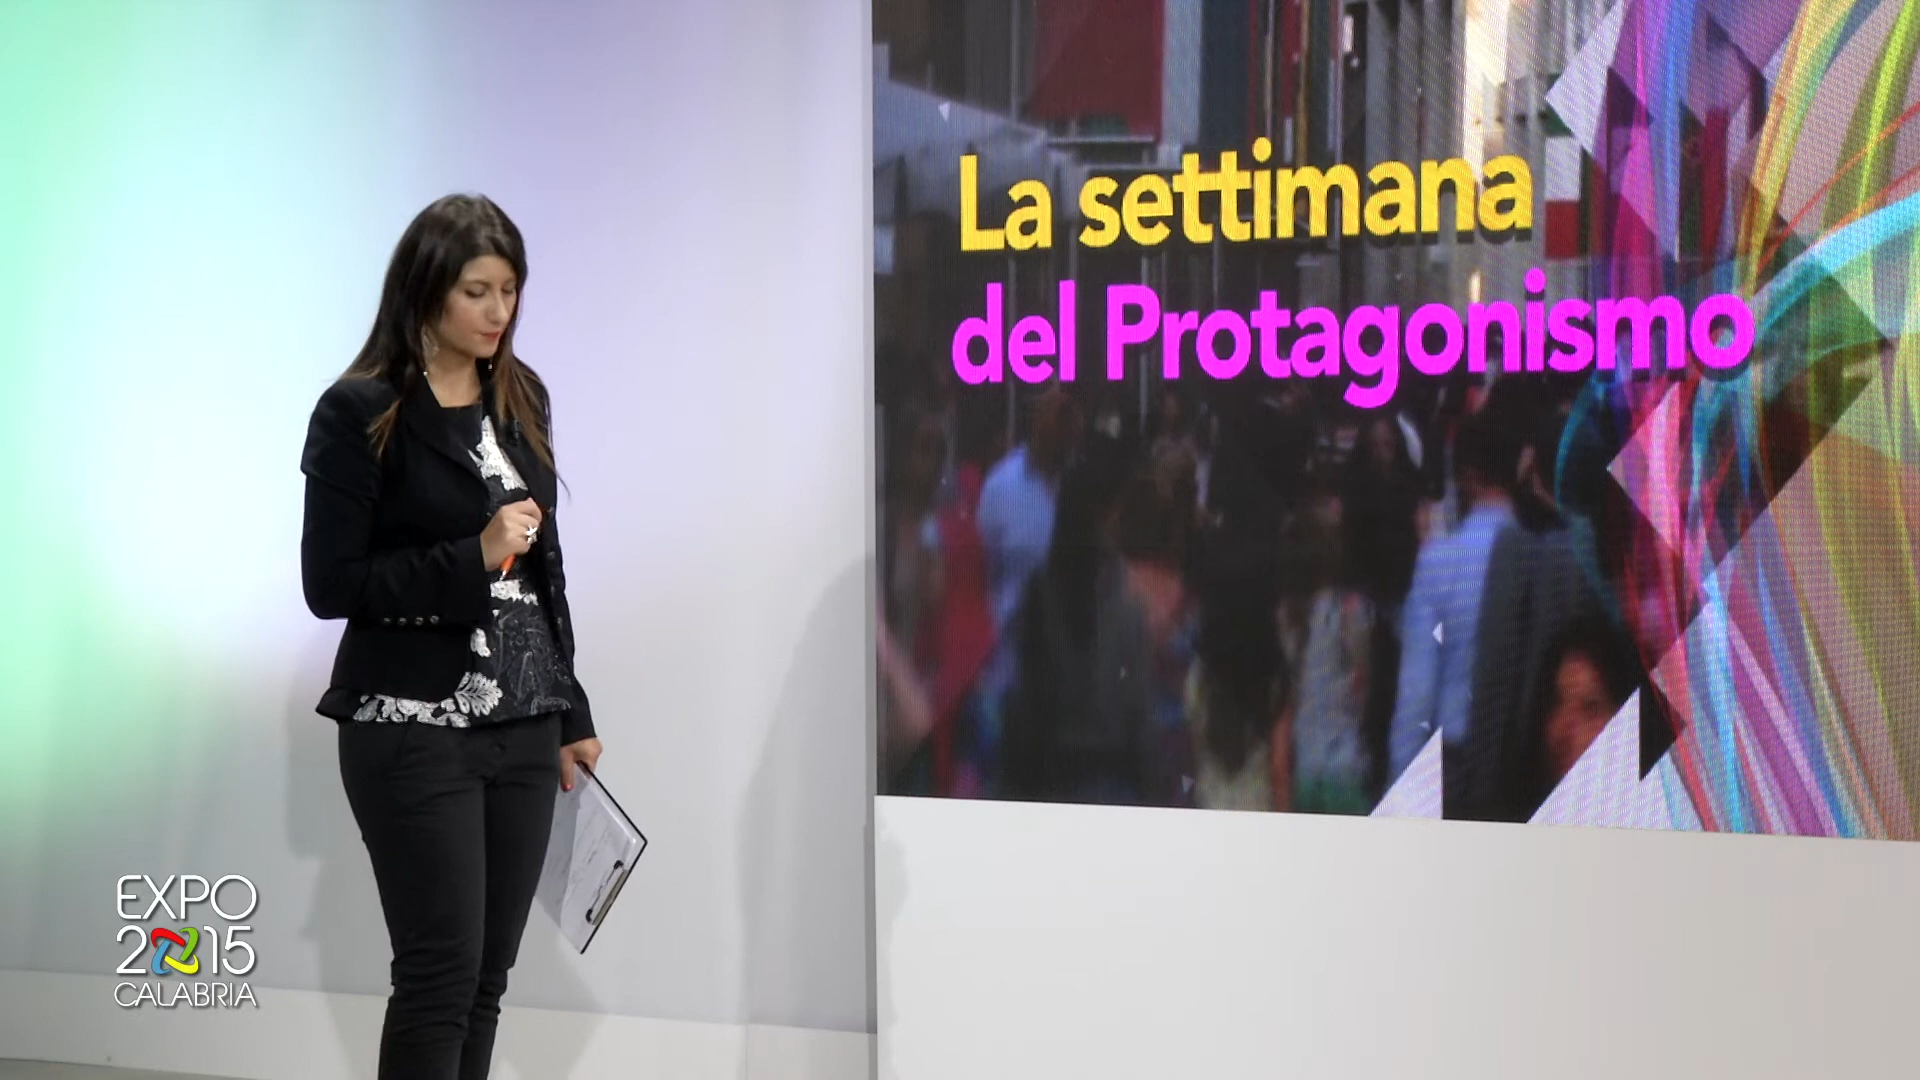 La settimana
del Protagonismo
EXPO
2015
CALABRIA